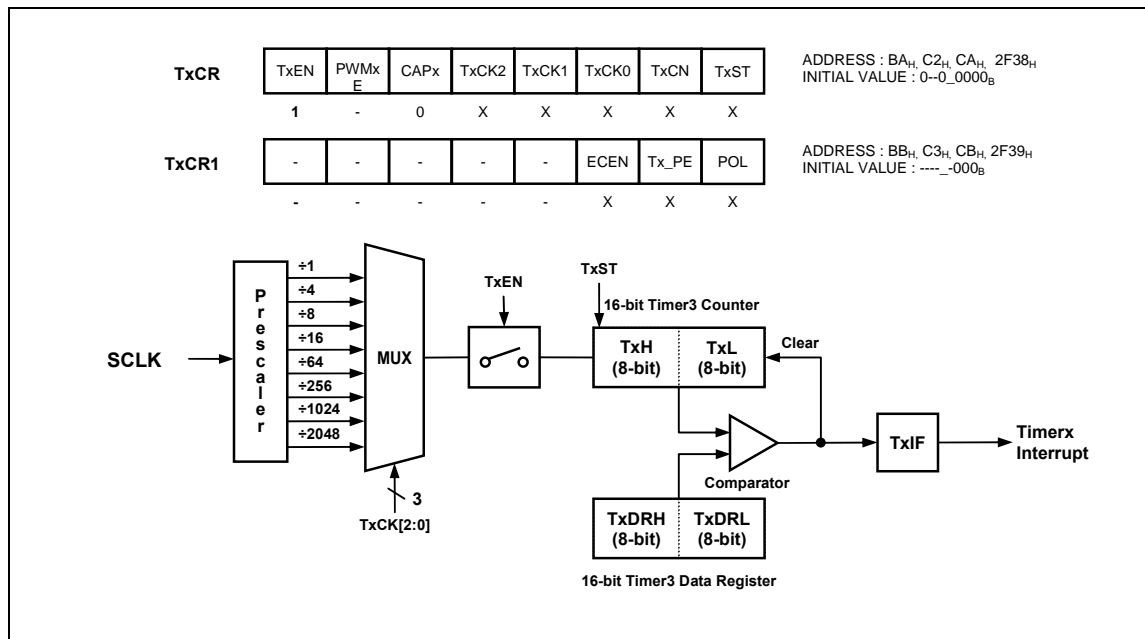 TxCR TxEN PWMx E CAPx TxCK2 TxCK1 TxCK0 TxCN TxST
ADDRESS : BAH, C2H, CAH, 2F38H
INITIAL VALUE : 0--0_0000B
1 - 0 X X X X X
TxCR1 - - - - - ECEN Tx_PE POL
ADDRESS : BBH, C3H, CBH, 2F39H
INITIAL VALUE : ----_-000B
- - - - - X X X
SCLK
Prescaler
÷1
÷4
÷8
÷16
÷64
÷256
÷1024
÷2048
MUX
3
TxCK[2:0]
TxEN
TxST
16-bit Timer3 Counter
TxH
(8-bit)
TxL
(8-bit)
Clear
Comparator
TxIF
Timerx
Interrupt
TxDRH
(8-bit)
TxDRL
(8-bit)
16-bit Timer3 Data Register